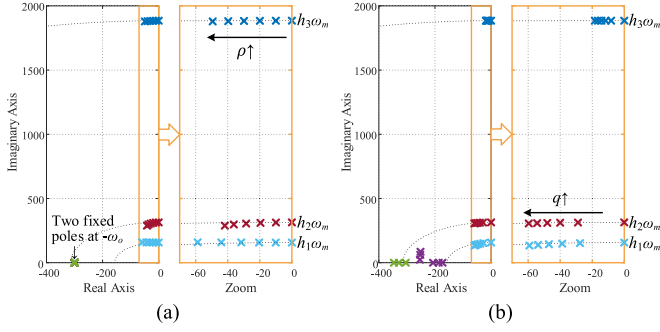 2000
1500
1000
500
0
Imaginary Axis
-400
-200
0
Real Axis
Two fixed
poles at -ωₒ
ρ↑
h₃ωₘ
h₂ωₘ
h₁ωₘ
-60
-40
-20
0
Zoom
(a)
2000
1500
1000
500
0
Imaginary Axis
-400
-200
0
Real Axis
q↑
h₃ωₘ
h₂ωₘ
h₁ωₘ
-60
-40
-20
0
Zoom
(b)